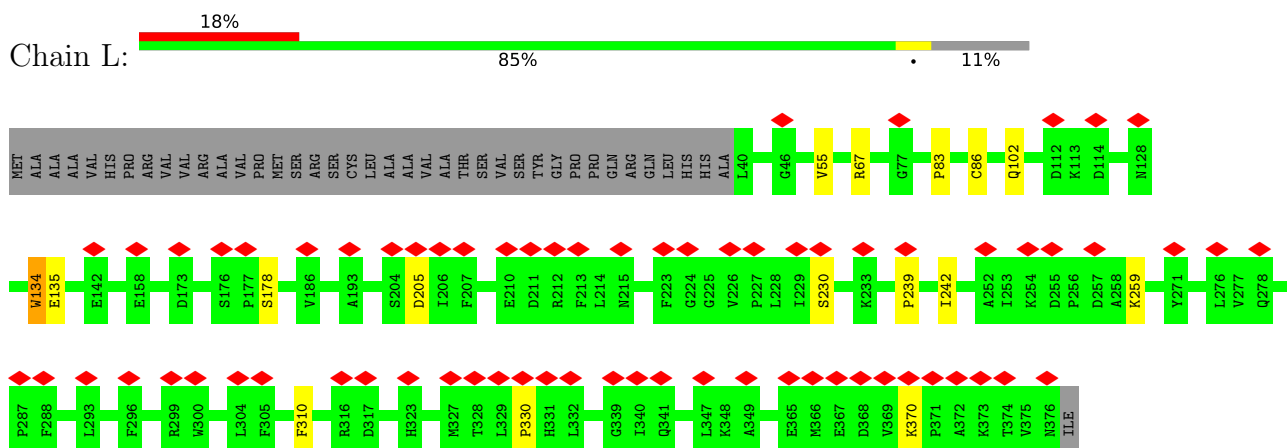 18%
Chain L:
85% • 11%
MET ALA ALA ALA VAL HIS PRO ARG VAL VAL ARG ALA VAL PRO MET SER ARG SER CYS LEU ALA ALA VAL ALA THR SER VAL SER TYR GLY PRO PRO GLN ARG GLN LEU HIS HIS ALA L40 G46 V55 R67 G77 P83 C86 Q102 D112 K113 D114 N128
W134 E135 E142 E158 D173 S176 P177 S178 V186 A193 S204 D205 I206 F207 E210 D211 R212 F213 L214 N215 F223 G224 G225 V226 P227 L228 I229 S230 K233 P239 I242 A252 I253 K254 D255 P256 D257 A258 K259 Y271 L276 V277 Q278
P287 F288 L293 F296 R299 W300 L304 F305 F310 R316 D317 H323 M327 T328 L329 P330 H331 L332 G339 I340 Q341 L347 K348 A349 E365 M366 E367 D368 V369 K370 P371 A372 K373 T374 V375 N376 ILE